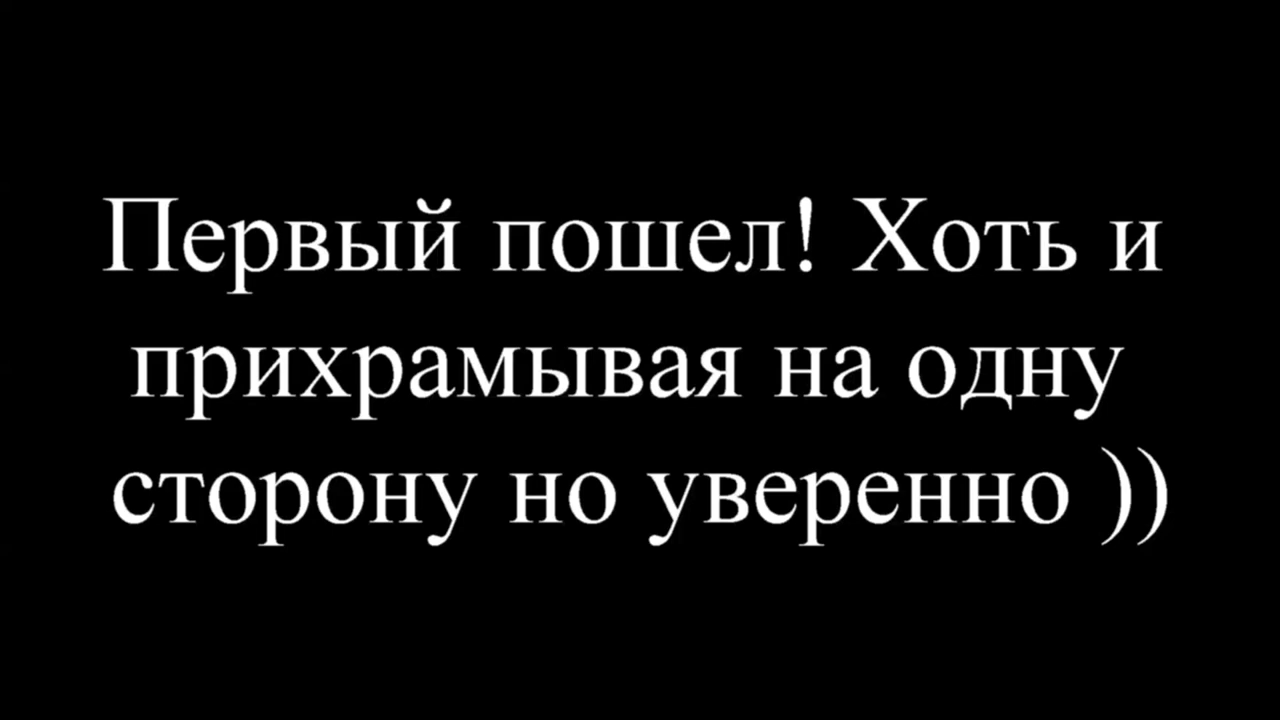 Первый пошел! Хоть и
прихрамывая на одну
сторону но уверенно ))